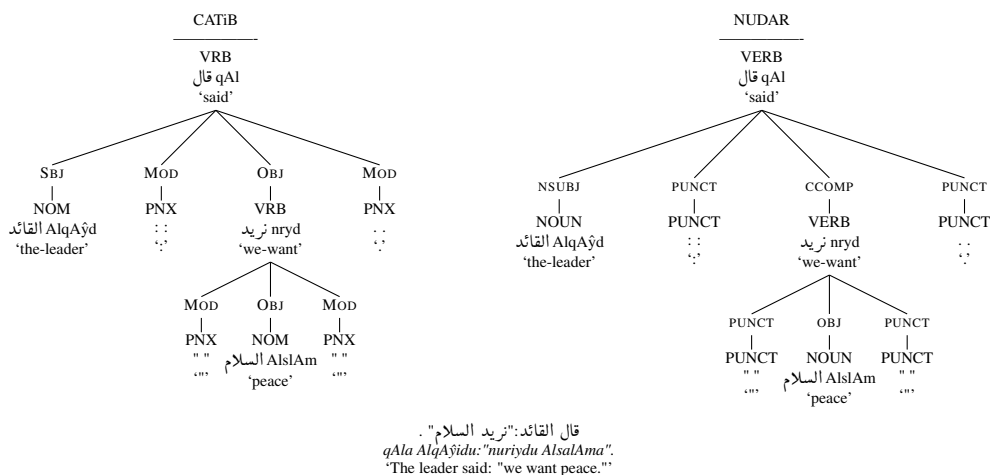 CATiB NUDAR
VRB VERB
قال qAl قال qAl
‘said’ ‘said’
SBJ MOD OBJ MOD NSUBJ PUNCT CCOMP PUNCT
NOM PNX VRB PNX NOUN PUNCT VERB PUNCT
القائد AlqAŷd : : نريد nryd . . القائد AlqAŷd : : نريد nryd . .
‘the-leader’ ‘:’ ‘we-want’ ‘.’ ‘the-leader’ ‘:’ ‘we-want’ ‘.’
MOD OBJ MOD PUNCT OBJ PUNCT
PNX NOM PNX PUNCT NOUN PUNCT
" " السلام AlslAm " " " " السلام AlslAm " "
‘"’ ‘peace’ ‘"’ ‘"’ ‘peace’ ‘"’
قال القائد:"نريد السلام" .
qAla AlqAŷidu:"nuriydu AlsalAma".
‘The leader said: "we want peace."’